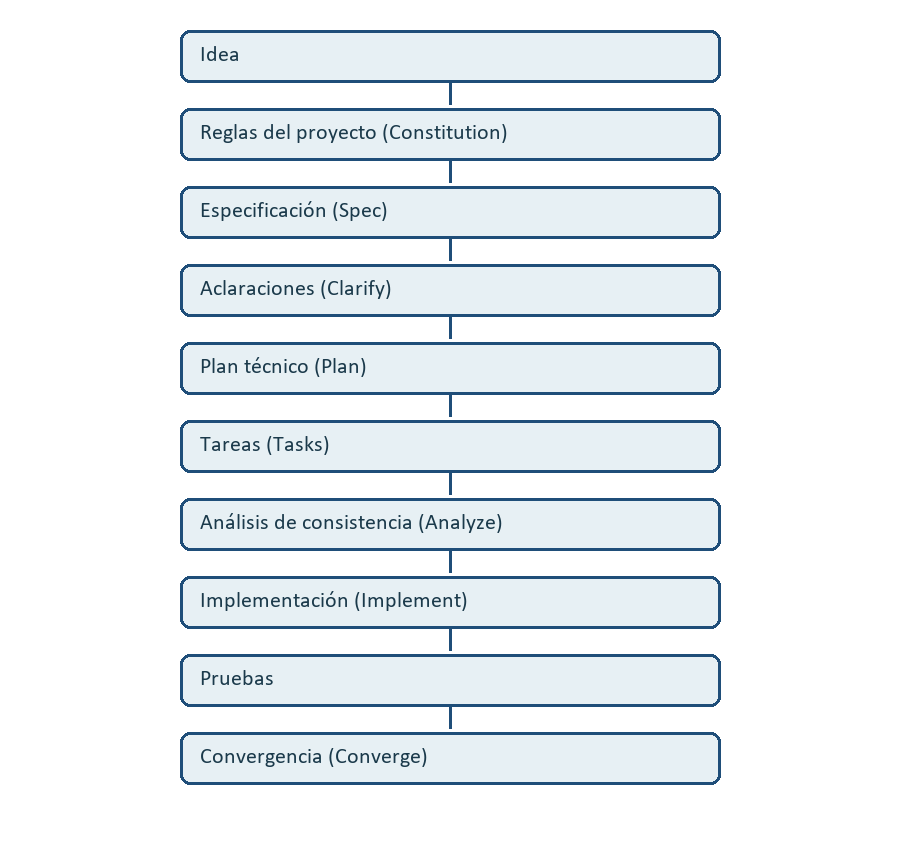 Idea
Reglas del proyecto (Constitution)
Especificación (Spec)
Aclaraciones (Clarify)
Plan técnico (Plan)
Tareas (Tasks)
Análisis de consistencia (Analyze)
Implementación (Implement)
Pruebas
Convergencia (Converge)